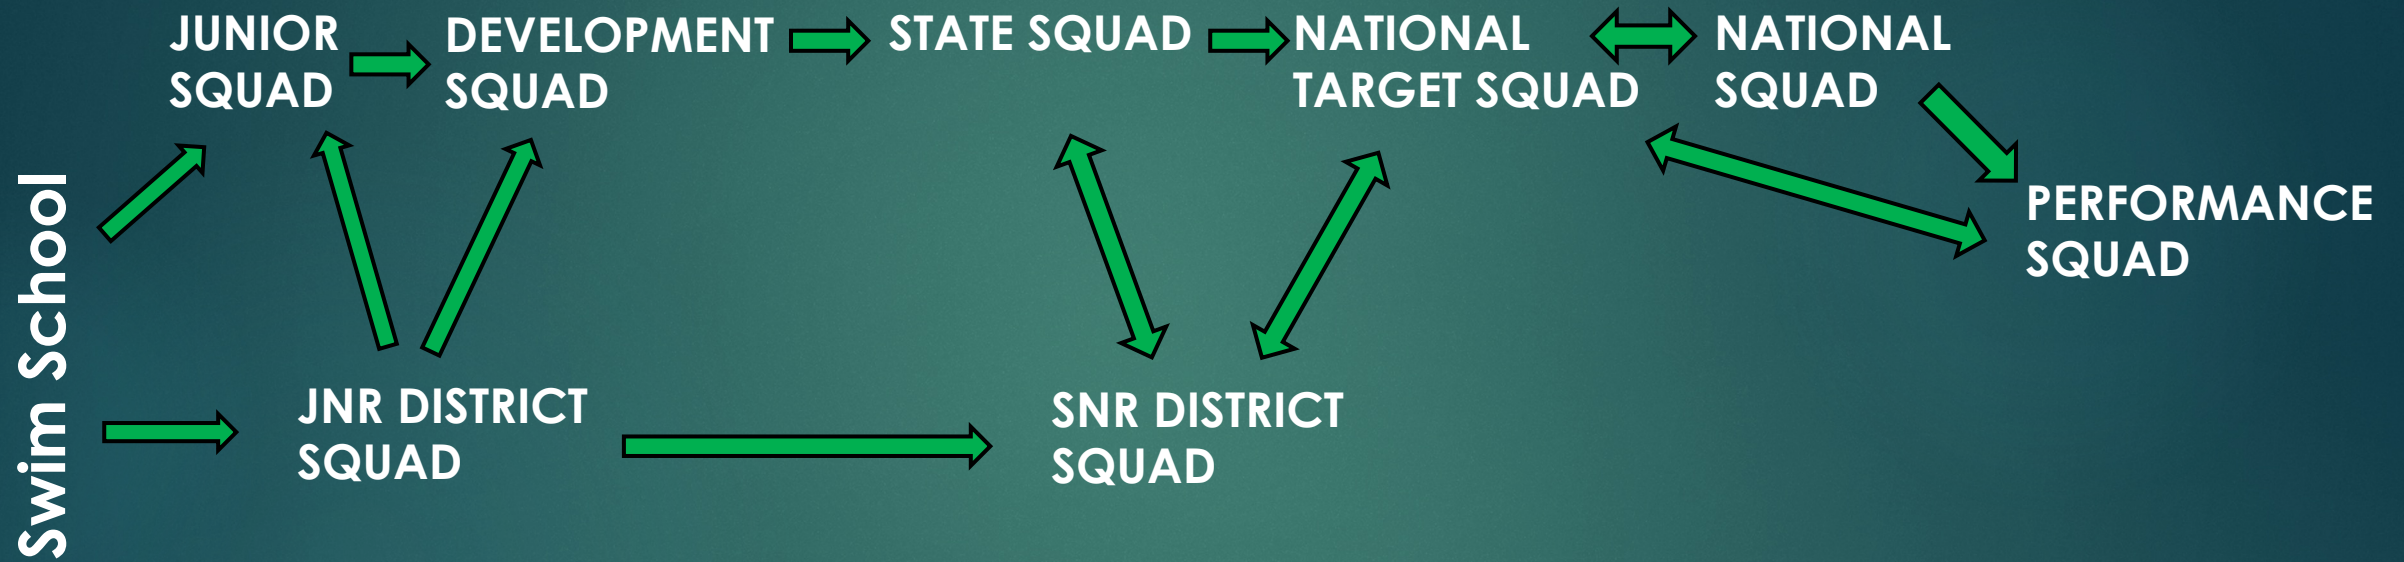 Swim School
JUNIOR
SQUAD
DEVELOPMENT
SQUAD
STATE SQUAD
NATIONAL
TARGET SQUAD
NATIONAL
SQUAD
PERFORMANCE
SQUAD
JNR DISTRICT
SQUAD
SNR DISTRICT
SQUAD